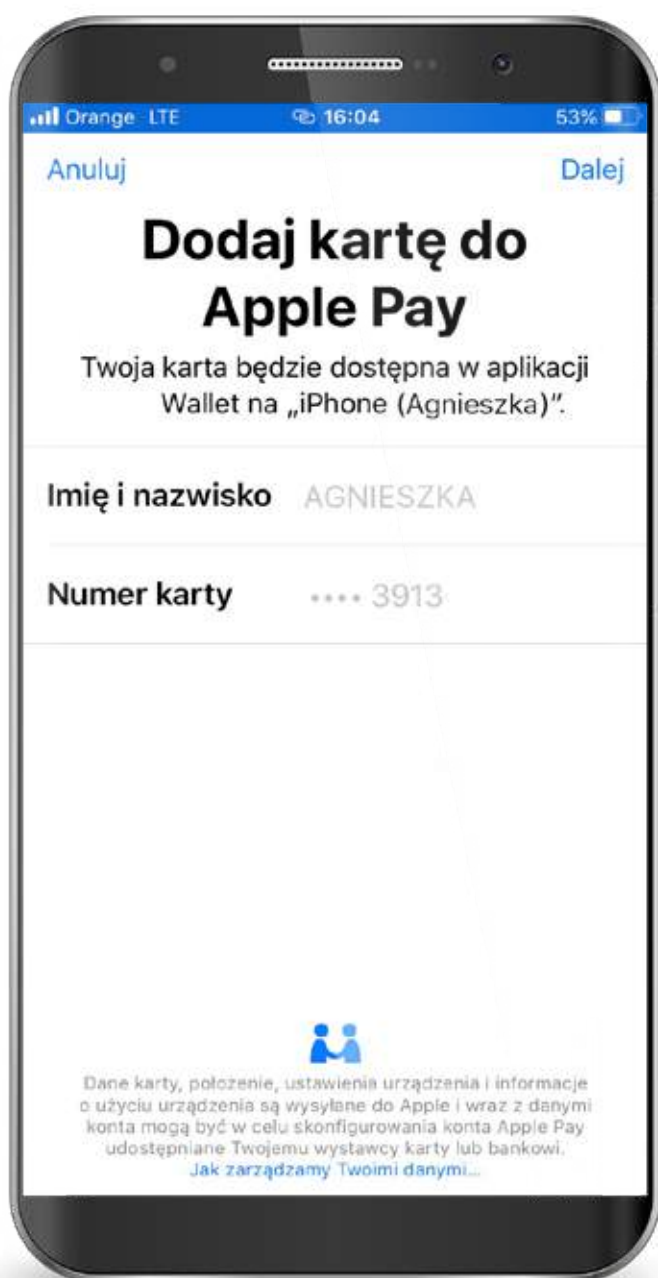 Orange LTE 16:04 53%
Anuluj Dalej
Dodaj kartę do
Apple Pay
Twoja karta będzie dostępna w aplikacji
Wallet na „iPhone (Agnieszka)”.
Imię i nazwisko AGNIESZKA
Numer karty •••• 3913
Dane karty, położenie, ustawienia urządzenia i informacje
o użyciu urządzenia są wysyłane do Apple i wraz z danymi
konta mogą być w celu skonfigurowania konta Apple Pay
udostępniane Twojemu wystawcy karty lub bankowi.
Jak zarządzamy Twoimi danymi...